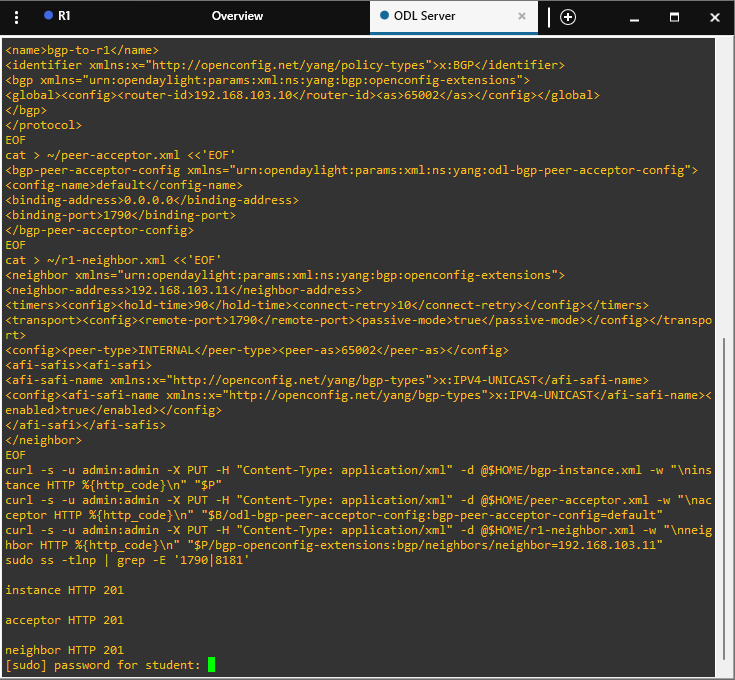 R1
Overview
ODL Server
<name>bgp-to-r1</name>
<identifier xmlns:x="http://openconfig.net/yang/policy-types">x:BGP</identifier>
<bgp xmlns="urn:opendaylight:params:xml:ns:yang:bgp:openconfig-extensions">
<global><config><router-id>192.168.103.10</router-id><as>65002</as></config></global>
</bgp>
</protocol>
EOF
cat > ~/peer-acceptor.xml <<'EOF'
<bgp-peer-acceptor-config xmlns="urn:opendaylight:params:xml:ns:yang:odl-bgp-peer-acceptor-config">
<config-name>default</config-name>
<binding-address>0.0.0.0</binding-address>
<binding-port>1790</binding-port>
</bgp-peer-acceptor-config>
EOF
cat > ~/r1-neighbor.xml <<'EOF'
<neighbor xmlns="urn:opendaylight:params:xml:ns:yang:bgp:openconfig-extensions">
<neighbor-address>192.168.103.11</neighbor-address>
<timers><config><hold-time>90</hold-time><connect-retry>10</connect-retry></config></timers>
<transport><config><remote-port>1790</remote-port><passive-mode>true</passive-mode></config></transpo
rt>
<config><peer-type>INTERNAL</peer-type><peer-as>65002</peer-as></config>
<afi-safis><afi-safi>
<afi-safi-name xmlns:x="http://openconfig.net/yang/bgp-types">x:IPV4-UNICAST</afi-safi-name>
<config><afi-safi-name xmlns:x="http://openconfig.net/yang/bgp-types">x:IPV4-UNICAST</afi-safi-name><
enabled>true</enabled></config>
</afi-safi></afi-safis>
</neighbor>
EOF
curl -s -u admin:admin -X PUT -H "Content-Type: application/xml" -d @$HOME/bgp-instance.xml -w "\nins
tance HTTP %{http_code}\n" "$P"
curl -s -u admin:admin -X PUT -H "Content-Type: application/xml" -d @$HOME/peer-acceptor.xml -w "\nac
ceptor HTTP %{http_code}\n" "$B/odl-bgp-peer-acceptor-config:bgp-peer-acceptor-config=default"
curl -s -u admin:admin -X PUT -H "Content-Type: application/xml" -d @$HOME/r1-neighbor.xml -w "\nneig
hbor HTTP %{http_code}\n" "$P/bgp-openconfig-extensions:bgp/neighbors/neighbor=192.168.103.11"
sudo ss -tlnp | grep -E '1790|8181'
instance HTTP 201
acceptor HTTP 201
neighbor HTTP 201
[sudo] password for student: